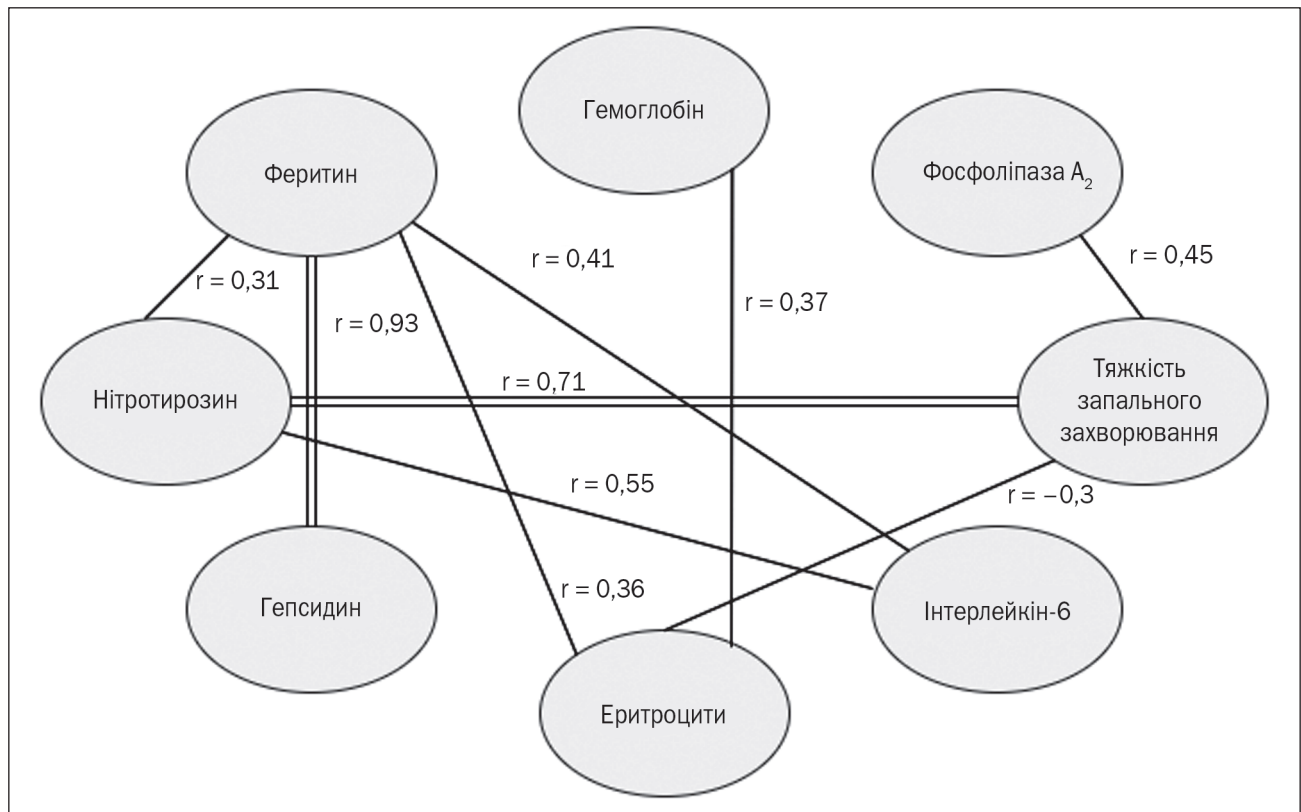 Гемоглобін
Феритин
Фосфоліпаза А₂
r = 0,41
r = 0,45
r = 0,31
r = 0,37
r = 0,93
Тяжкість
запального
захворювання
r = 0,71
Нітротирозин
r = 0,55
r = –0,3
r = 0,36
Гепсидин
Інтерлейкін-6
Еритроцити